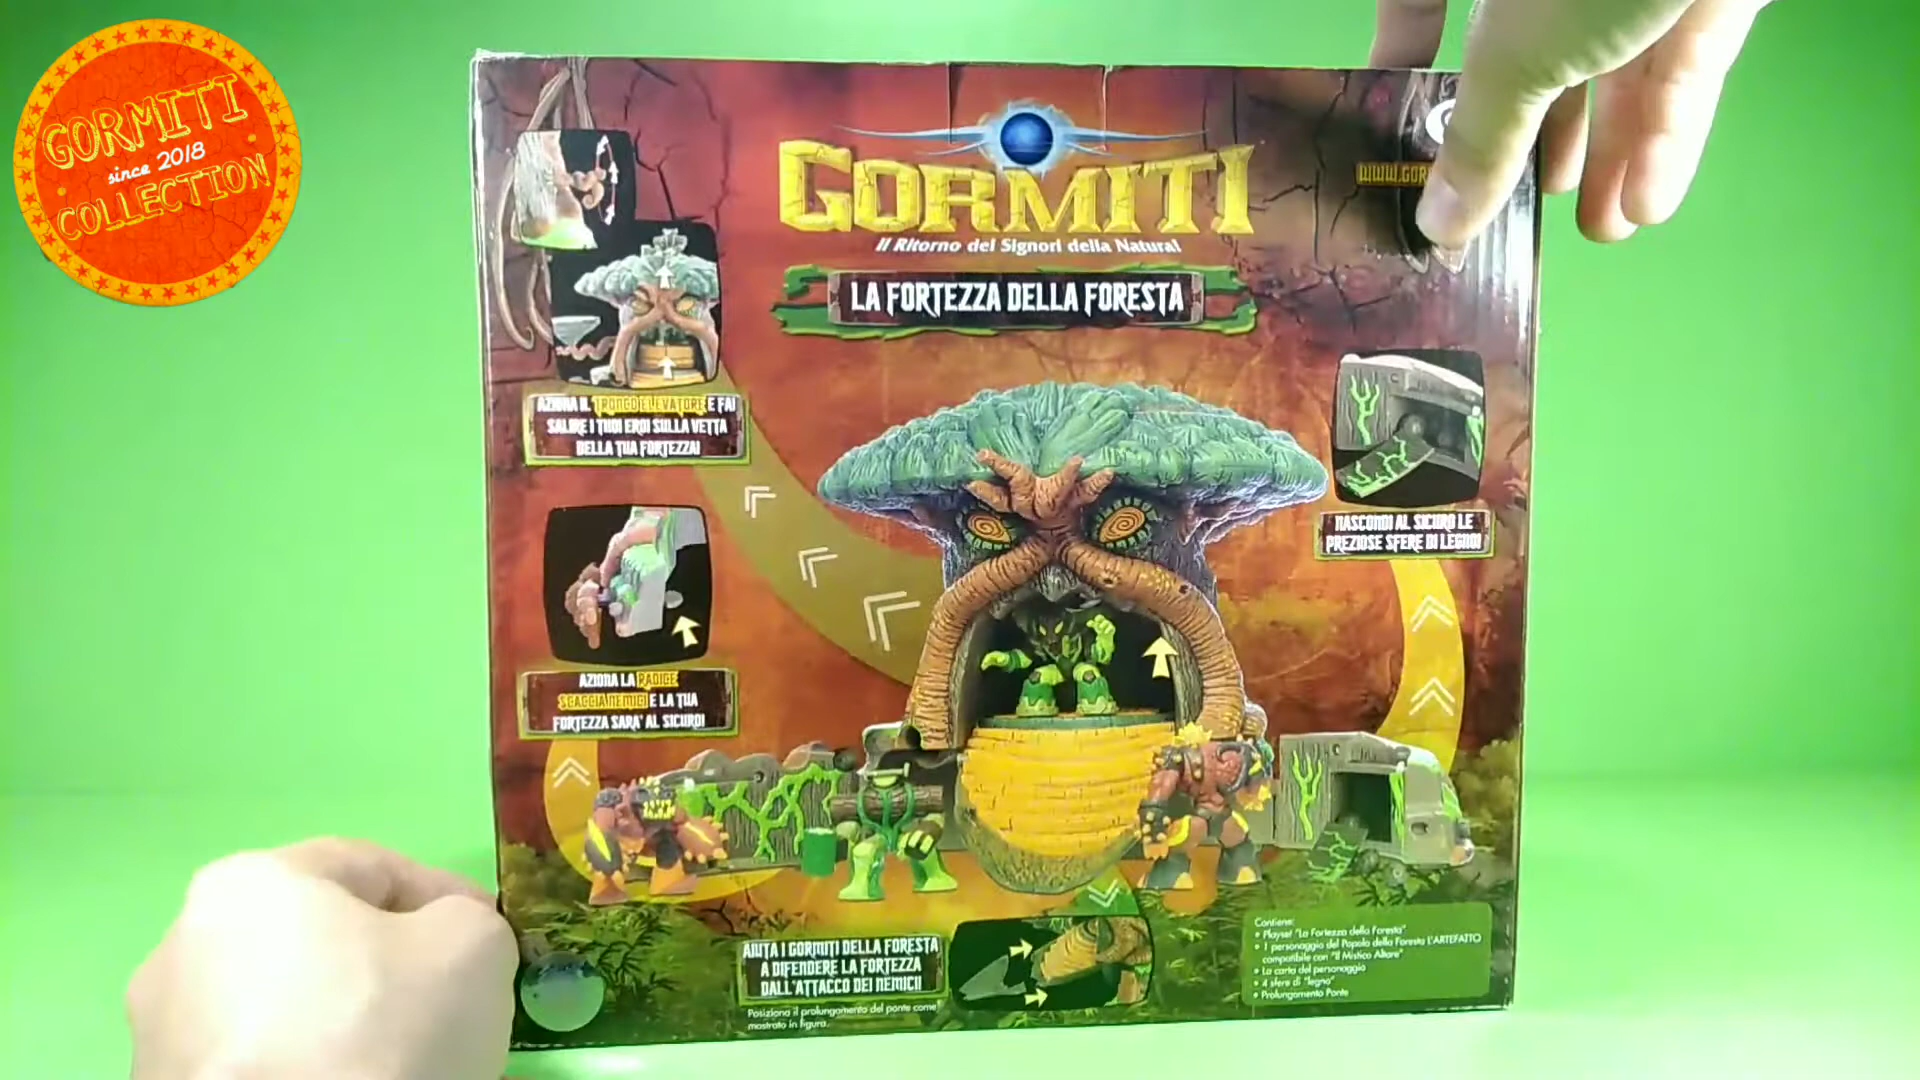 GORMITI
since 2018
COLLECTION
GORMITI
Il Ritorno dei Signori della Natura!
LA FORTEZZA DELLA FORESTA
WWW.GOR
AZIONA IL TRONCO ELEVATORE E FAI
SALIRE I TUOI EROI SULLA VETTA
DELLA TUA FORTEZZA!
NASCONDI AL SICURO LE
PREZIOSE SFERE DI LEGNO!
AZIONA LA RADICE
SCACCIANEMICI E LA TUA
FORTEZZA SARA' AL SICURO!
AIUTA I GORMITI DELLA FORESTA
A DIFENDERE LA FORTEZZA
DALL'ATTACCO DEI NEMICI!
Posiziona il prolungamento del ponte come
mostrato in figura.
Contiene:
• Playset "La Fortezza della Foresta"
• 1 personaggio del Popolo della Foresta L'ARTEFATTO
compatibile con "Il Mistico Altare"
• La carta del personaggio
• 4 sfere di "legno"
• Prolungamento Ponte